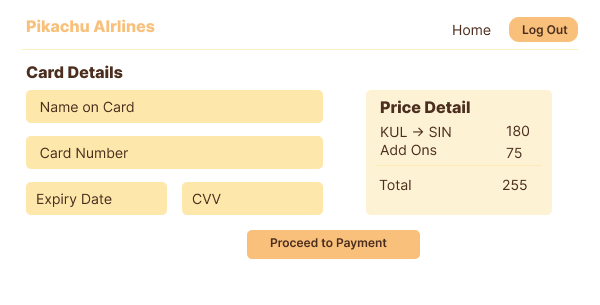 Pikachu AIrlines
Home
Log Out
Card Details
Name on Card
Card Number
Expiry Date
CVV
Price Detail
KUL → SIN 180
Add Ons 75
Total 255
Proceed to Payment